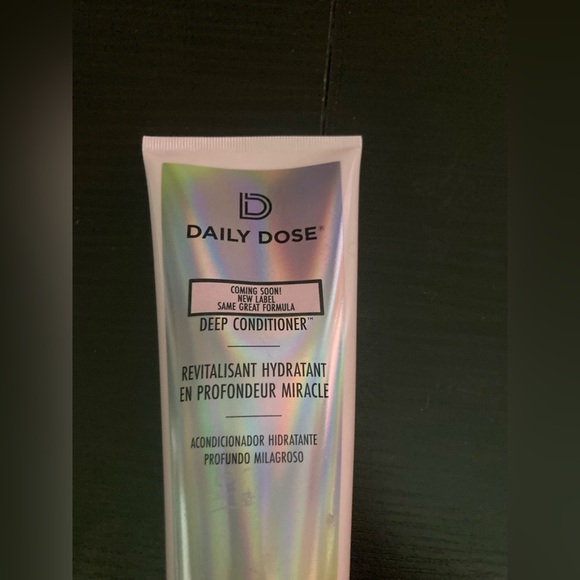 DAILY DOSE®
COMING SOON!
NEW LABEL
SAME GREAT FORMULA
DEEP CONDITIONER™
REVITALISANT HYDRATANT
EN PROFONDEUR MIRACLE
ACONDICIONADOR HIDRATANTE
PROFUNDO MILAGROSO